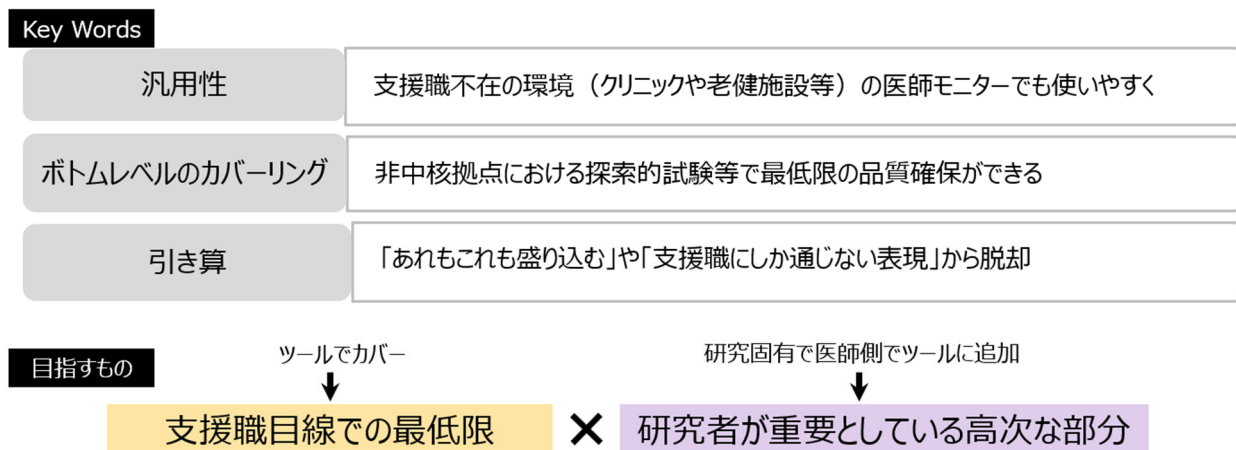 Key Words
汎用性
支援職不在の環境（クリニックや老健施設等）の医師モニターでも使いやすく
ボトムレベルのカバーリング
非中核拠点における探索的試験等で最低限の品質確保ができる
引き算
「あれもこれも盛り込む」や「支援職にしか通じない表現」から脱却
目指すもの
ツールでカバー
研究固有で医師側でツールに追加
支援職目線での最低限 × 研究者が重要としている高次な部分